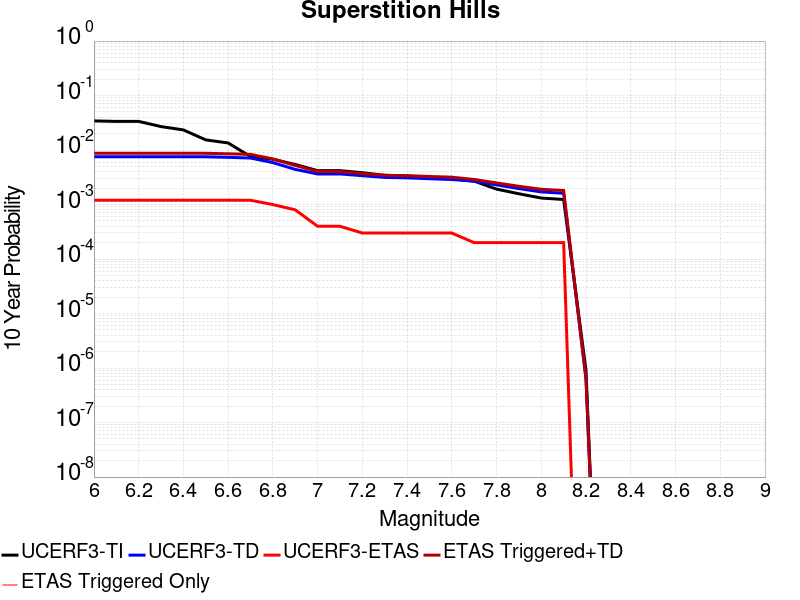 Superstition Hills
10 0
10 -1
10 -2
10 -3
10 -4
10 -5
10 -6
10 -7
10 -8
10 Year Probability
6 6.2 6.4 6.6 6.8 7 7.2 7.4 7.6 7.8 8 8.2 8.4 8.6 8.8 9
Magnitude
UCERF3-TI UCERF3-TD UCERF3-ETAS ETAS Triggered+TD
ETAS Triggered Only